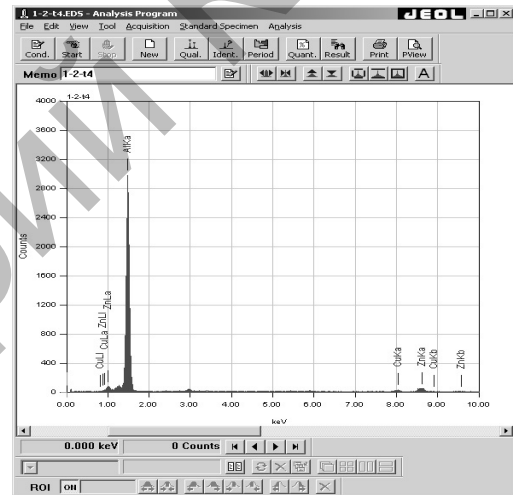 1-2-t4.EDS - Analysis Program JEOL
File Edit View Tool Acquisition Standard Specimen Analysis
Cond. Start Stop New Qual. Ident. Period Quant. Result Print PView
Memo 1-2-t4 A
1-2-t4
4000
3600
3200
2800
2400
2000
1600
1200
800
400
0
Counts
CuLl
CuLa
ZnLl
ZnLa
AlKa
CuKa
ZnKa
CuKb
ZnKb
0.00 1.00 2.00 3.00 4.00 5.00 6.00 7.00 8.00 9.00 10.00
keV
0.000 keV 0 Counts
ROI ON